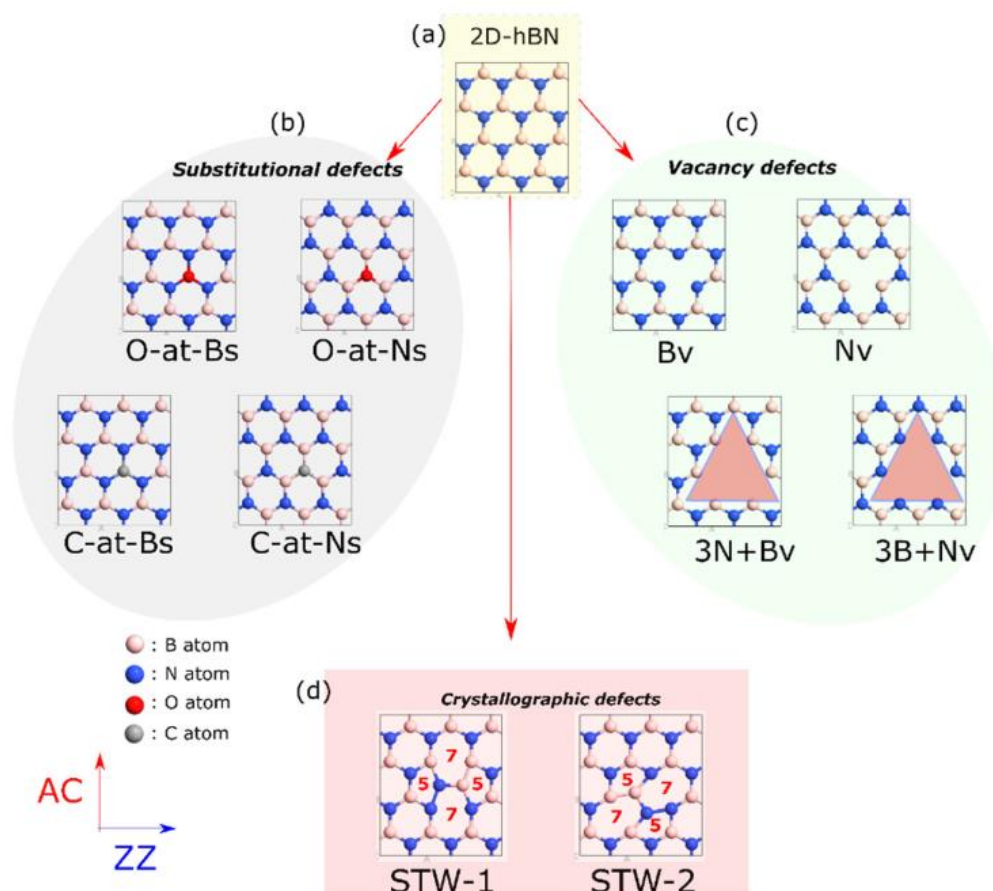 (a)
2D-hBN
(b)
(c)
Substitutional defects
Vacancy defects
O-at-Bs
O-at-Ns
Bv
Nv
C-at-Bs
C-at-Ns
3N+Bv
3B+Nv
: B atom
: N atom
: O atom
: C atom
AC
ZZ
(d)
Crystallographic defects
7
5
5
7
5
7
7
5
STW-1
STW-2